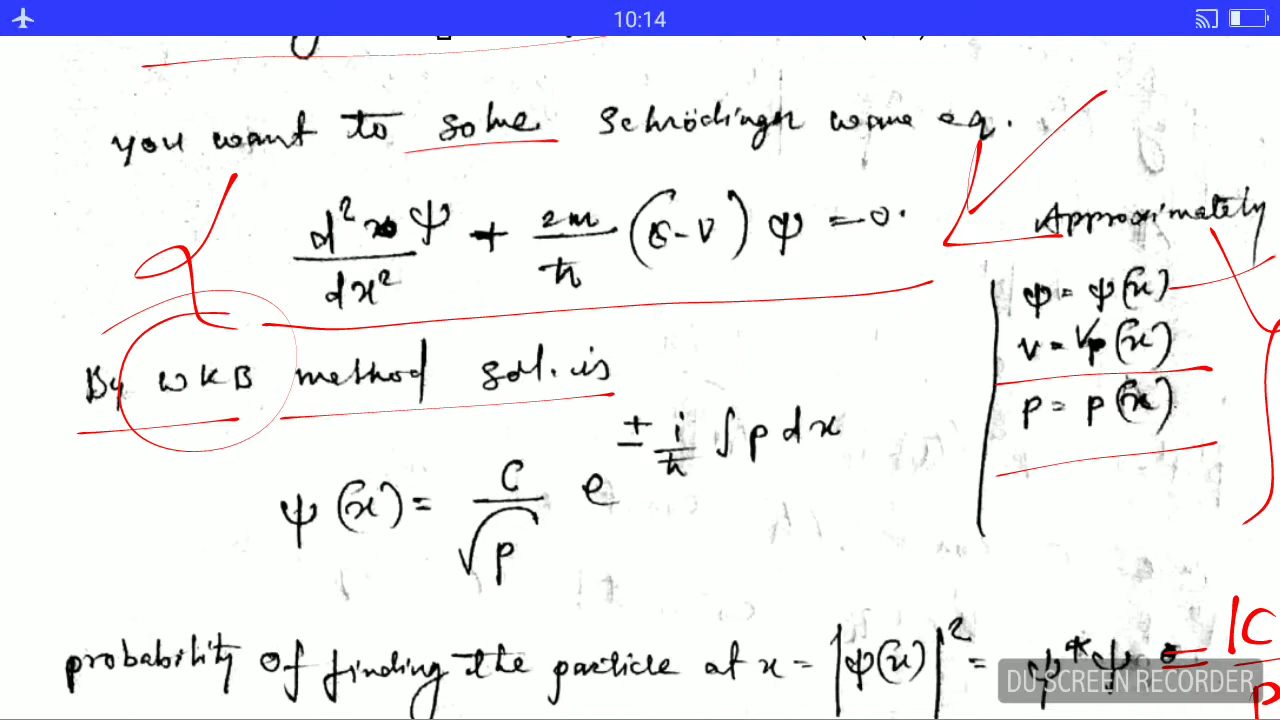 10:14
you want to solve Schrödinger wave eq.
d²ψ/dx² + 2m/ħ (E-V) ψ = 0.
Approximately
ψ = ψ(x)
V = V(x)
p = p(x)
By WKB method sol. is
ψ(x) = C/√p e^{± i/ħ ∫ p dx}
probability of finding the particle at x = |ψ(x)|² = ψ*ψ = |C
p
DU SCREEN RECORDER